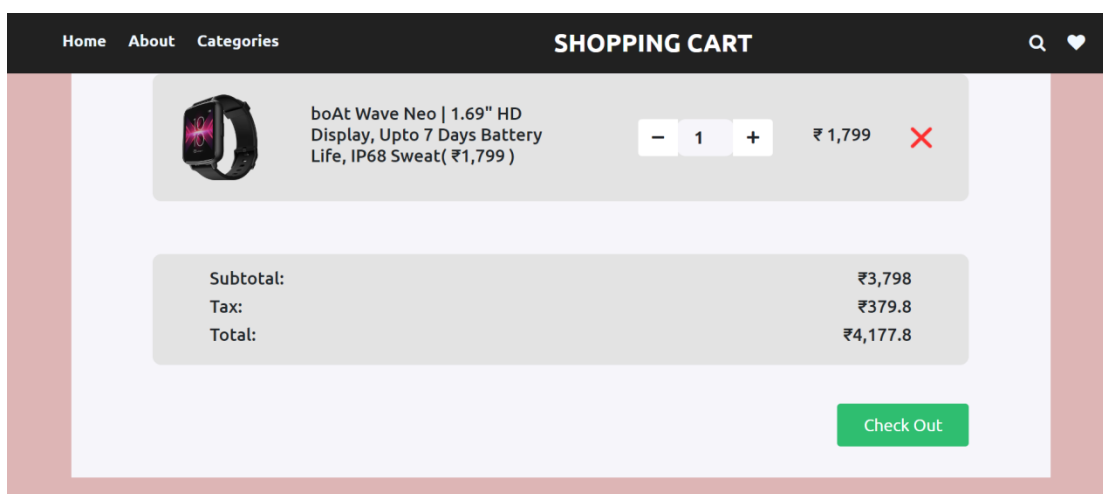 Home About Categories SHOPPING CART
boAt Wave Neo | 1.69" HD
Display, Upto 7 Days Battery
Life, IP68 Sweat( ₹1,799 )
− 1 + ₹ 1,799
Subtotal: ₹3,798
Tax: ₹379.8
Total: ₹4,177.8
Check Out